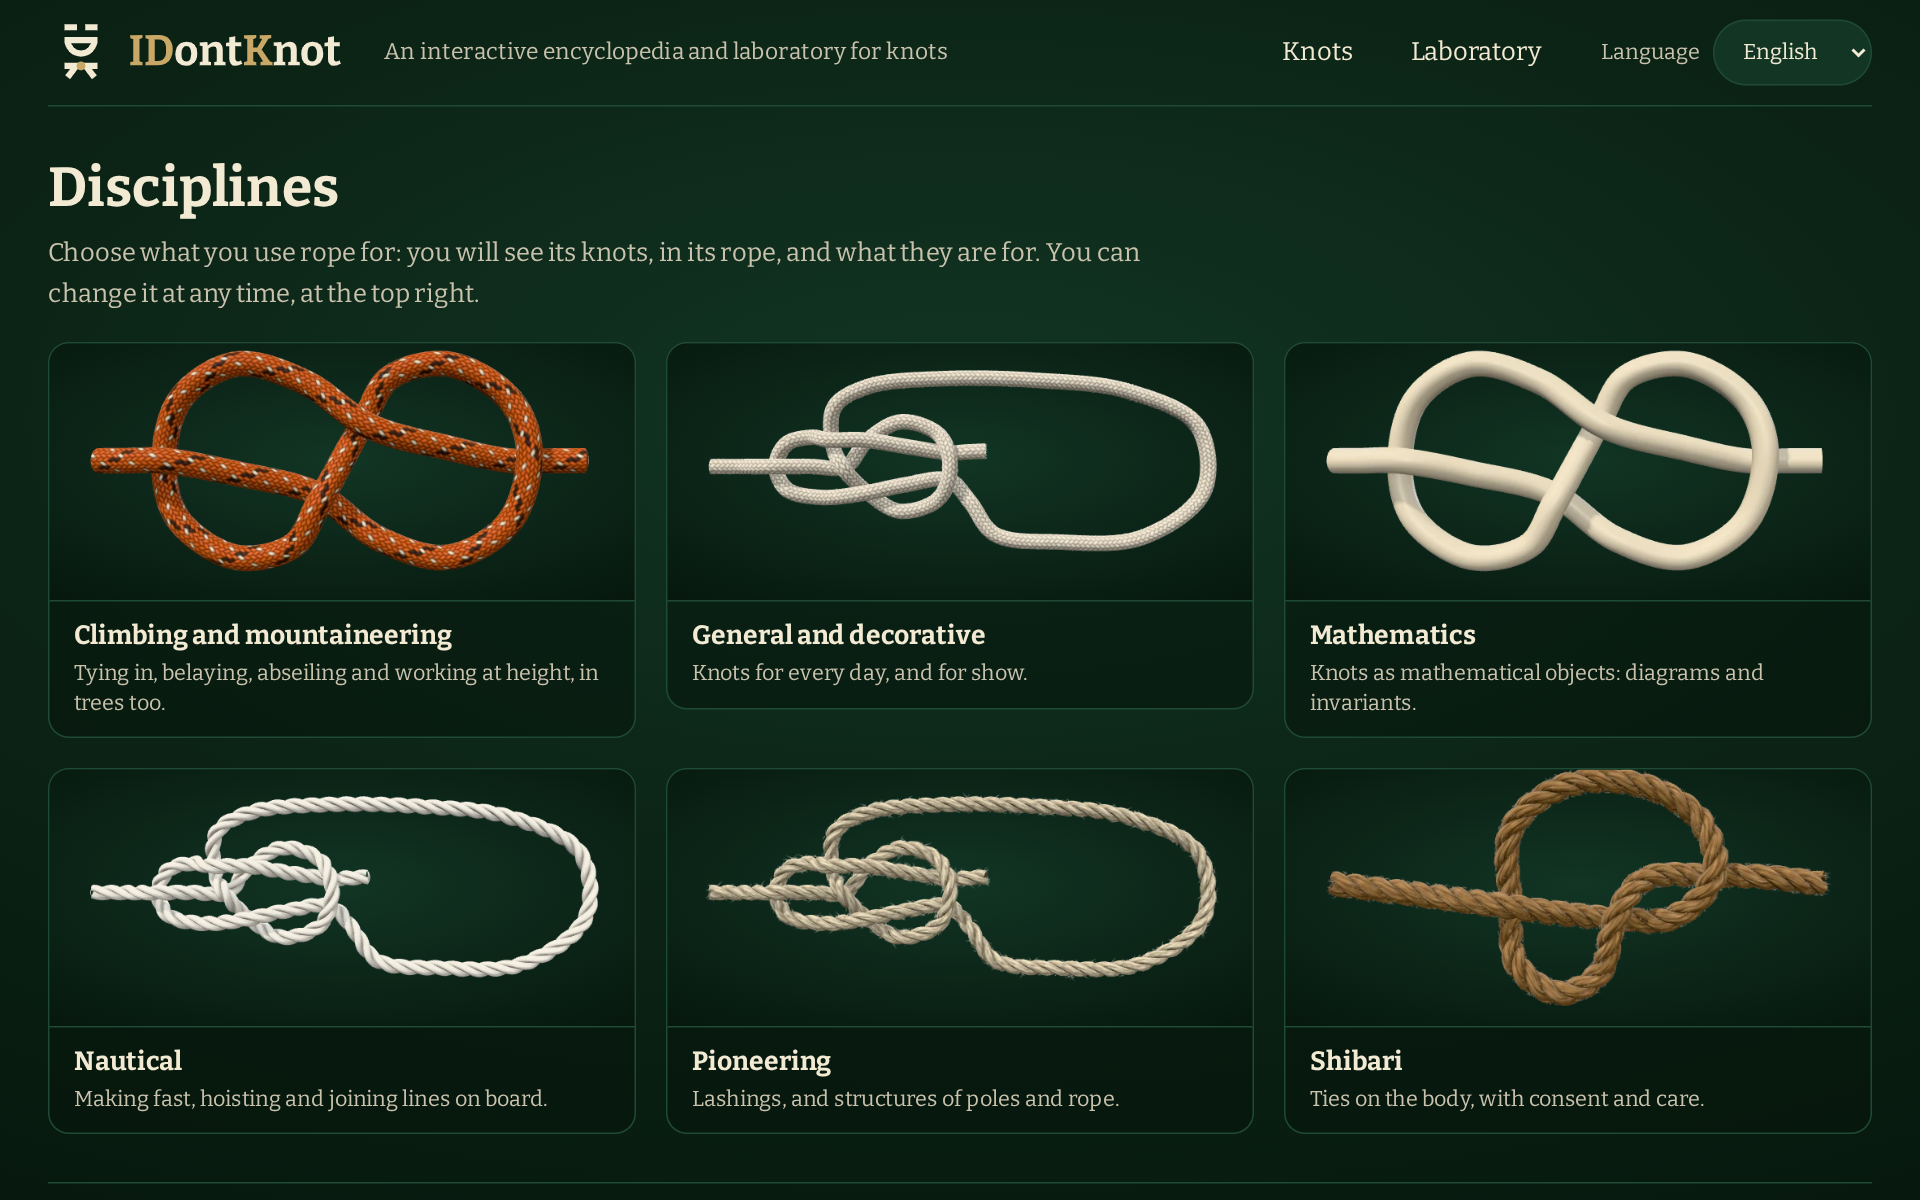 IDontKnot
An interactive encyclopedia and laboratory for knots
Knots
Laboratory
Language
English
Disciplines
Choose what you use rope for: you will see its knots, in its rope, and what they are for. You can
change it at any time, at the top right.
Climbing and mountaineering
Tying in, belaying, abseiling and working at height, in
trees too.
General and decorative
Knots for every day, and for show.
Mathematics
Knots as mathematical objects: diagrams and
invariants.
Nautical
Making fast, hoisting and joining lines on board.
Pioneering
Lashings, and structures of poles and rope.
Shibari
Ties on the body, with consent and care.